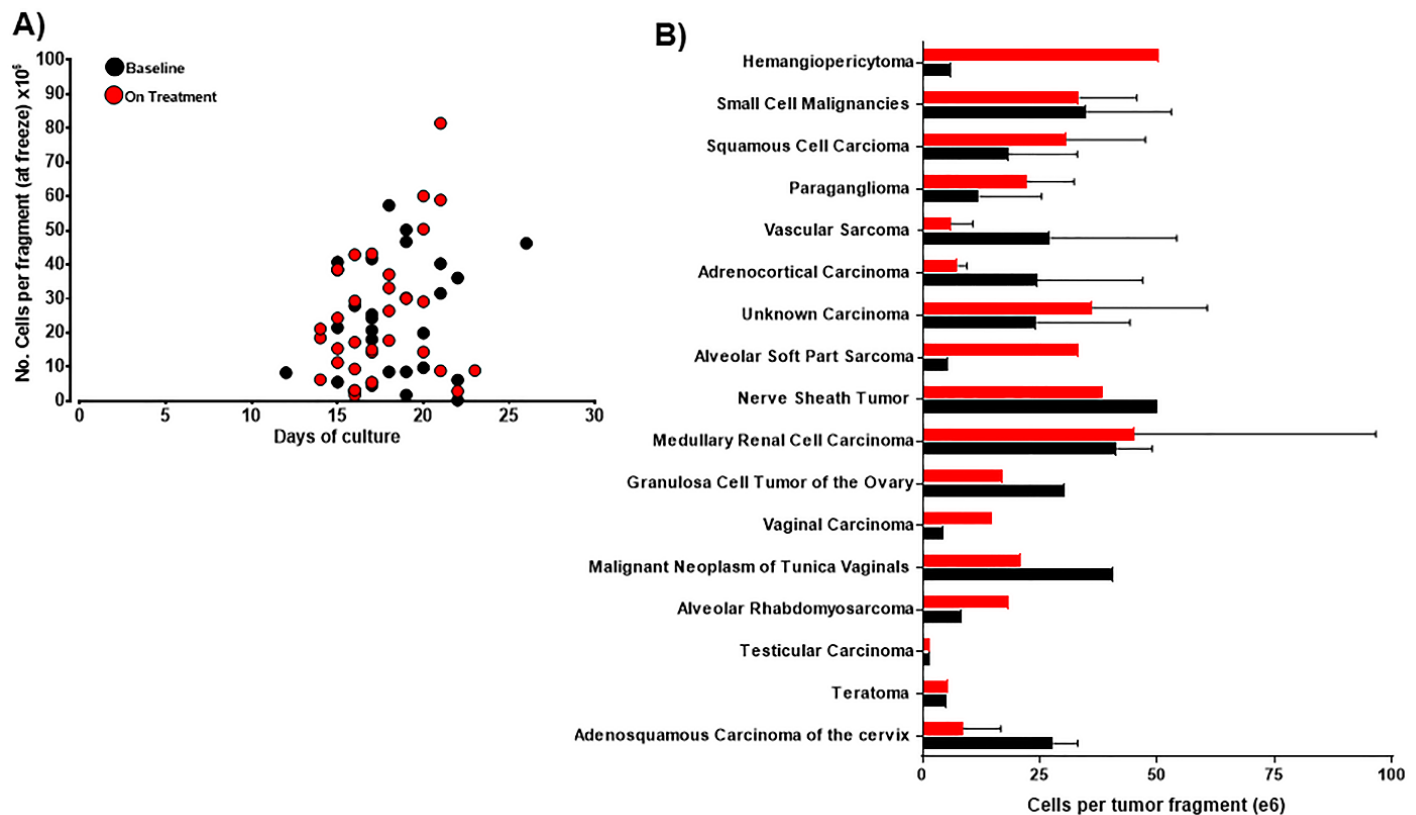 A)
No. Cells per fragment (at freeze) x10⁶
100
90
80
70
60
50
40
30
20
10
0
Baseline
On Treatment
0 5 10 15 20 25 30
Days of culture
B)
Hemangiopericytoma
Small Cell Malignancies
Squamous Cell Carcioma
Paraganglioma
Vascular Sarcoma
Adrenocortical Carcinoma
Unknown Carcinoma
Alveolar Soft Part Sarcoma
Nerve Sheath Tumor
Medullary Renal Cell Carcinoma
Granulosa Cell Tumor of the Ovary
Vaginal Carcinoma
Malignant Neoplasm of Tunica Vaginals
Alveolar Rhabdomyosarcoma
Testicular Carcinoma
Teratoma
Adenosquamous Carcinoma of the cervix
0 25 50 75 100
Cells per tumor fragment (e6)